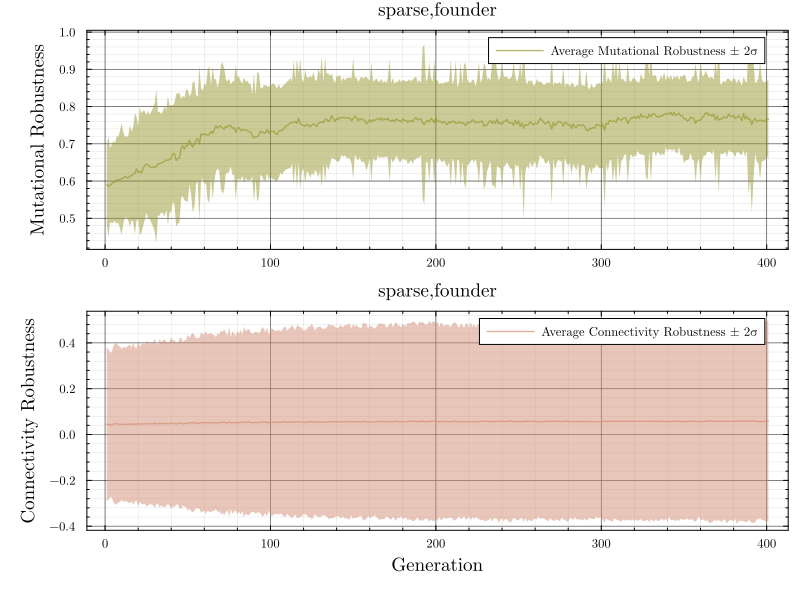 sparse,founder
1.0
0.9
0.8
0.7
0.6
0.5
Mutational Robustness
Average Mutational Robustness ± 2σ
0 100 200 300 400
sparse,founder
0.4
0.2
0.0
−0.2
−0.4
Connectivity Robustness
Average Connectivity Robustness ± 2σ
0 100 200 300 400
Generation